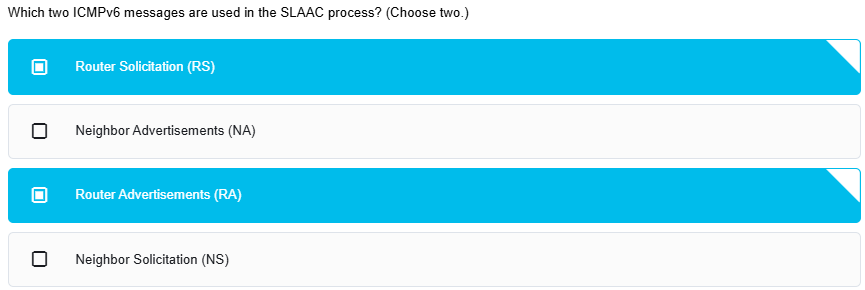 Which two ICMPv6 messages are used in the SLAAC process? (Choose two.)
Router Solicitation (RS)
Neighbor Advertisements (NA)
Router Advertisements (RA)
Neighbor Solicitation (NS)